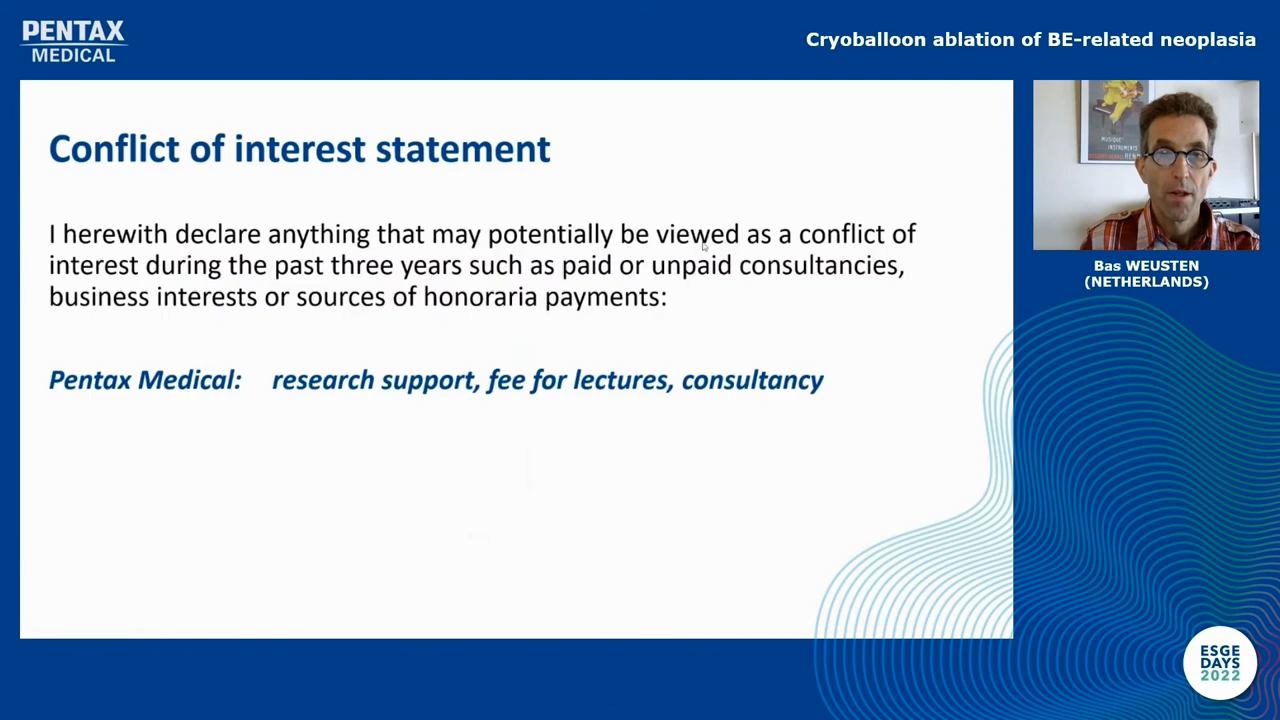 PENTAX
MEDICAL
Cryoballoon ablation of BE-related neoplasia
Conflict of interest statement
I herewith declare anything that may potentially be viewed as a conflict of
interest during the past three years such as paid or unpaid consultancies,
business interests or sources of honoraria payments:
Pentax Medical: research support, fee for lectures, consultancy
MUSIQUE
INSTRUMENTS
Bas WEUSTEN
(NETHERLANDS)
ESGE
DAYS
2022